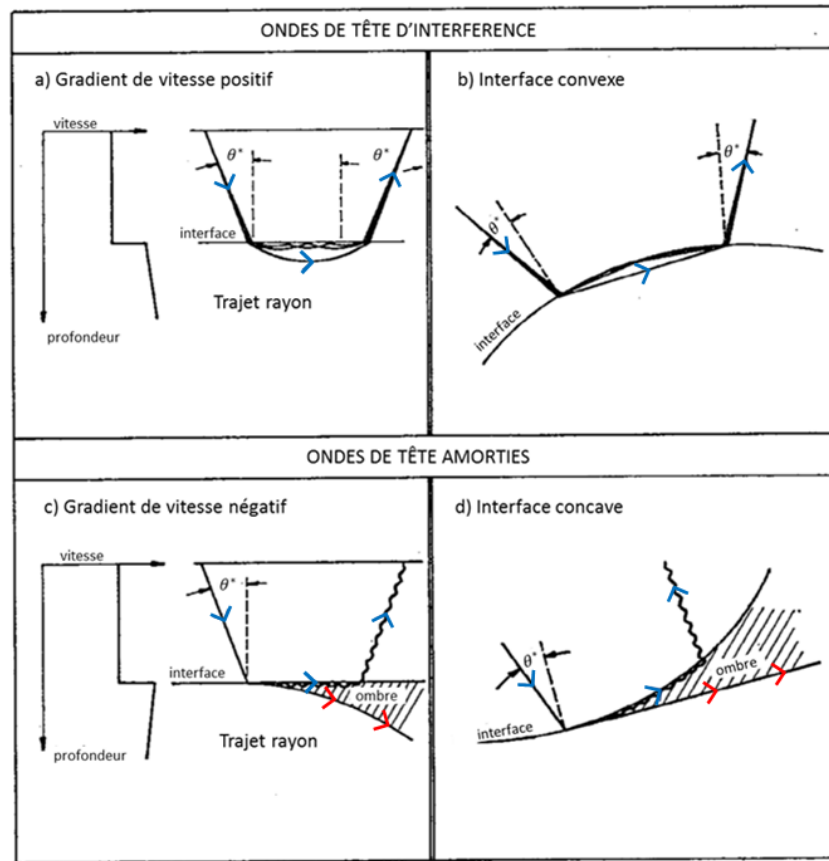 ONDES DE TÊTE D'INTERFERENCE
a) Gradient de vitesse positif
vitesse
θ*
θ*
interface
Trajet rayon
profondeur
b) Interface convexe
θ*
θ*
interface
ONDES DE TÊTE AMORTIES
c) Gradient de vitesse négatif
vitesse
θ*
interface
ombre
Trajet rayon
profondeur
d) Interface concave
θ*
ombre
interface